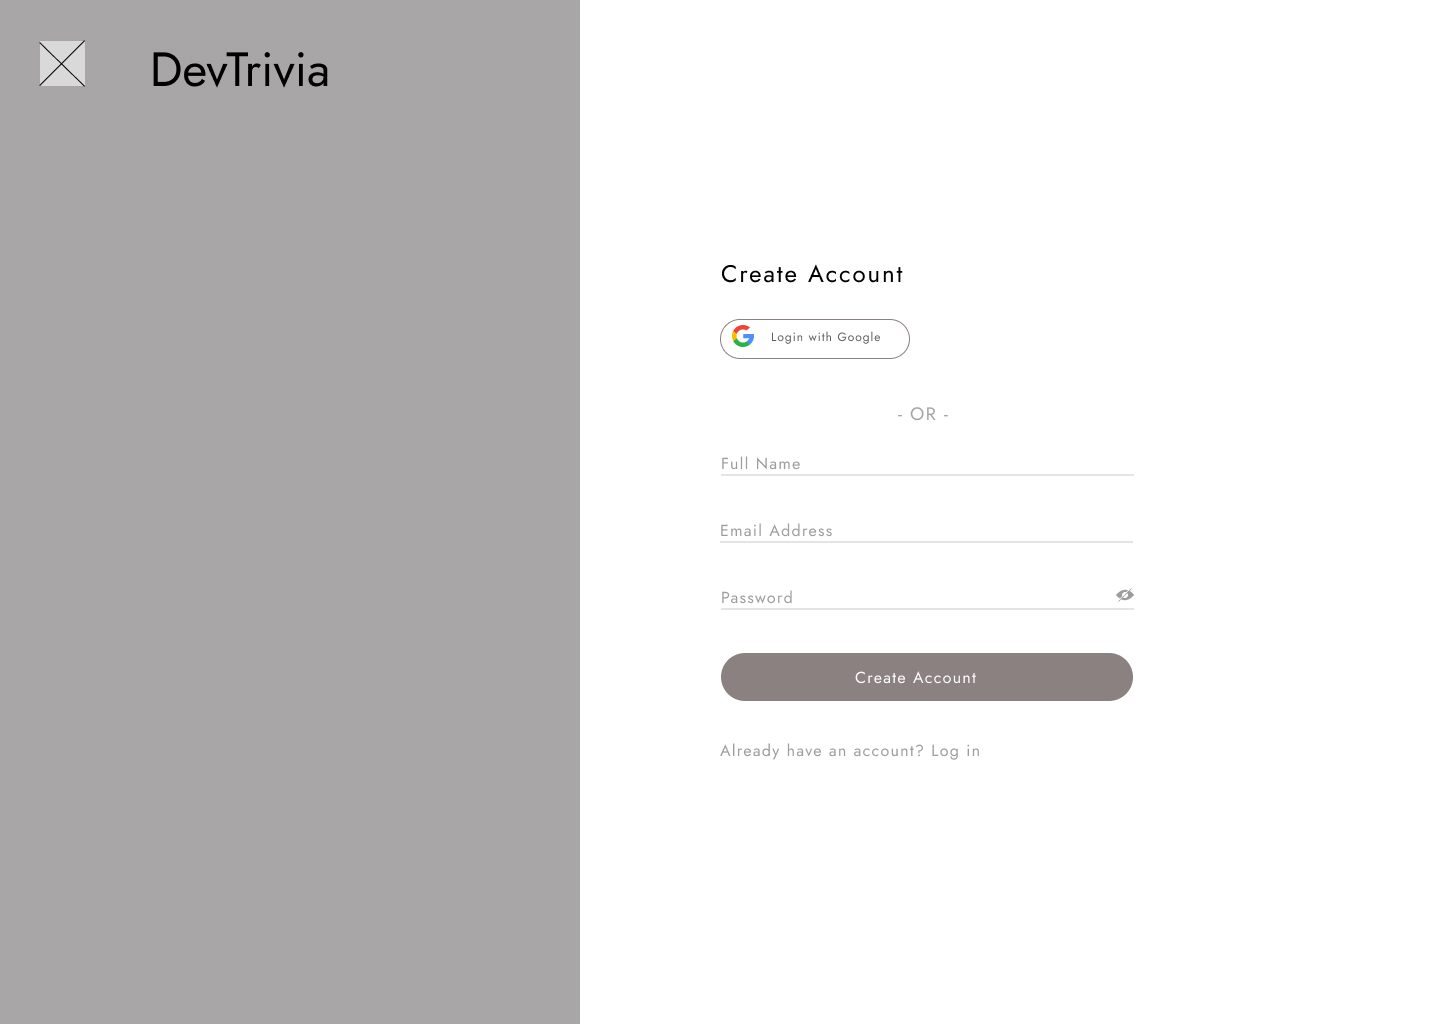 DevTrivia
Create Account
Login with Google
- OR -
Full Name
Email Address
Password
Create Account
Already have an account? Log in